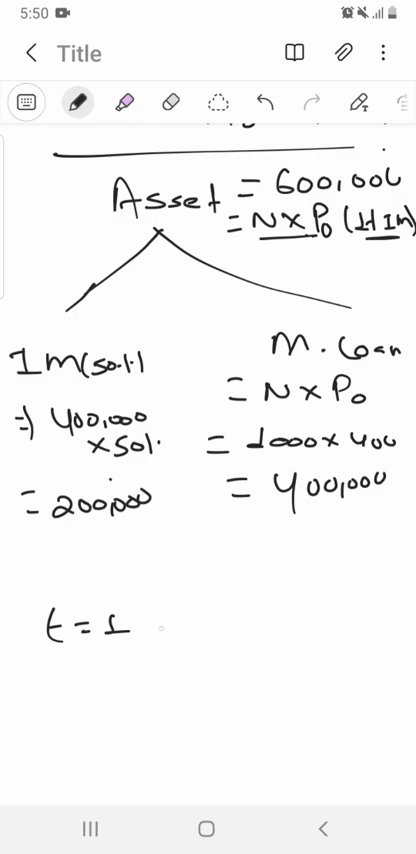 5:50
Title
Asset = 600,000
= N x P₀ (1+Im)
Im(50%)
=) 400,000
x 50%
= 200,000
M. Loan
= N x P₀
= 1000 x 400
= 400,000
t = 1